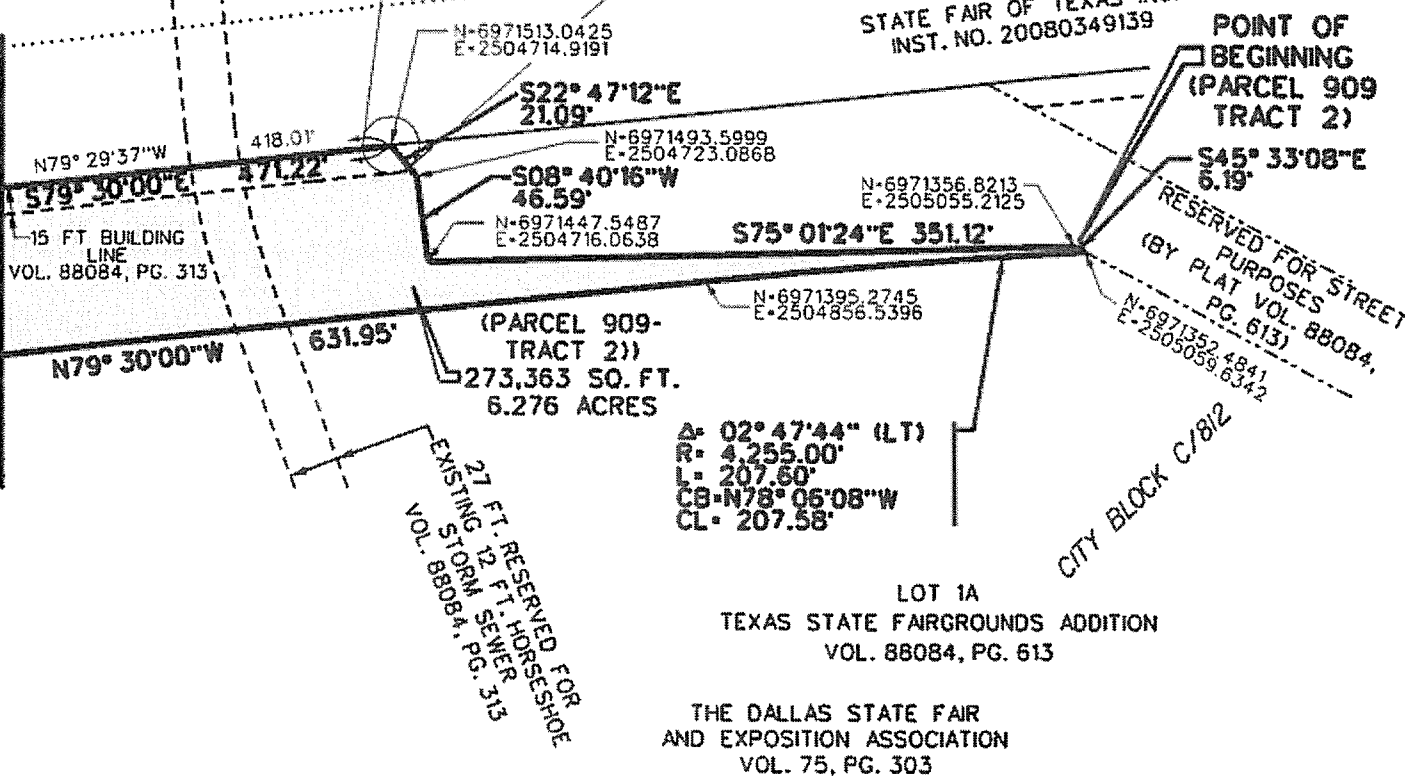 STATE FAIR OF TEXAS
INST. NO. 20080349139
N=6971513.0425
E=2504714.9191
POINT OF
BEGINNING
(PARCEL 909
TRACT 2)
S22° 47'12"E
21.09'
N=6971493.5999
E=2504723.0868
418.01'
N79° 29'37"W
S79° 30'00"E 471.22'
S08° 40'16"W
46.59'
S45° 33'08"E
6.19'
N=6971356.8213
E=2505055.2125
15 FT BUILDING
LINE
VOL. 88084, PG. 313
N=6971447.5487
E=2504716.0638
S75° 01'24"E 351.12'
RESERVED FOR STREET
PURPOSES
(BY PLAT VOL. 88084,
PG. 613)
N=6971395.2745
E=2504856.5396
N=6971352.4841
E=2505059.6342
N79° 30'00"W 631.95'
(PARCEL 909-
TRACT 2))
273,363 SQ. FT.
6.276 ACRES
Δ= 02° 47'44" (LT)
R= 4,255.00'
L= 207.60'
CB=N78° 06'08"W
CL= 207.58'
CITY BLOCK C/812
27 FT. RESERVED FOR
EXISTING 12 FT. HORSESHOE
STORM SEWER
VOL. 88084, PG. 313
LOT 1A
TEXAS STATE FAIRGROUNDS ADDITION
VOL. 88084, PG. 613
THE DALLAS STATE FAIR
AND EXPOSITION ASSOCIATION
VOL. 75, PG. 303